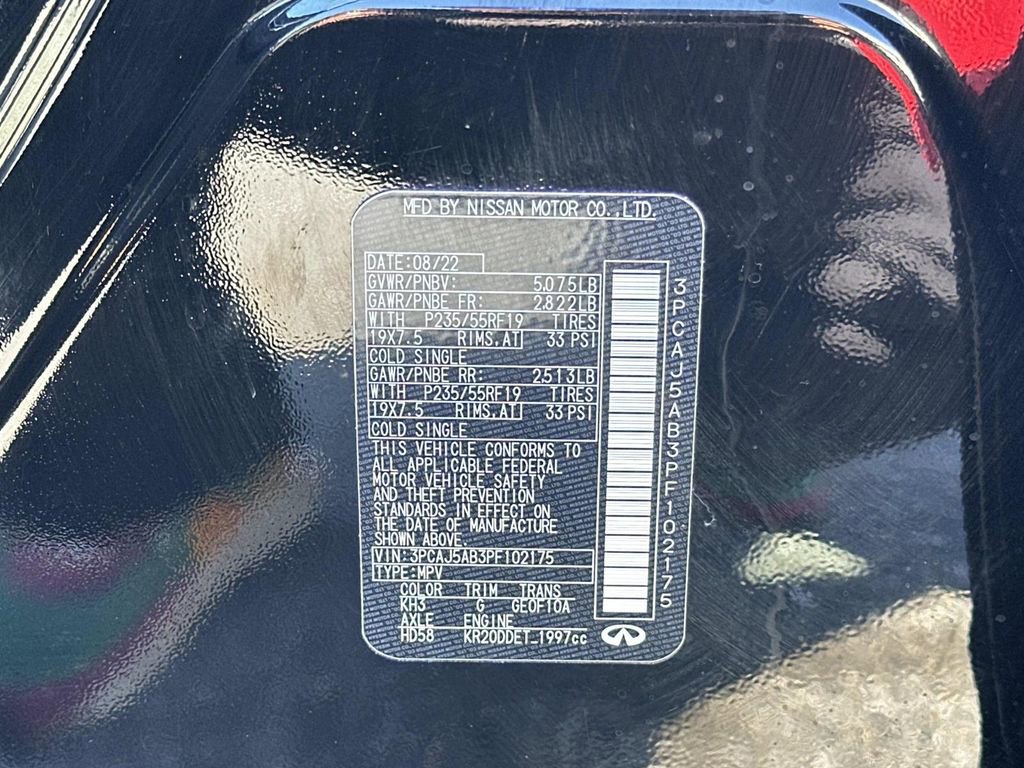 MFD BY NISSAN MOTOR CO.,LTD.
DATE:08/22
GVWR/PNBV: 5,075LB
GAWR/PNBE FR: 2,822LB
WITH P235/55RF19 TIRES
19X7.5 RIMS,AT 33 PSI
COLD SINGLE
GAWR/PNBE RR: 2,513LB
WITH P235/55RF19 TIRES
19X7.5 RIMS,AT 33 PSI
COLD SINGLE
THIS VEHICLE CONFORMS TO
ALL APPLICABLE FEDERAL
MOTOR VEHICLE SAFETY
AND THEFT PREVENTION
STANDARDS IN EFFECT ON
THE DATE OF MANUFACTURE
SHOWN ABOVE.
VIN:3PCAJ5AB3PF102175
TYPE:MPV
COLOR TRIM TRANS
KH3 G GE0F10A
AXLE ENGINE
HD58 KR20DDET 1997cc
3PCAJ5AB3PF102175